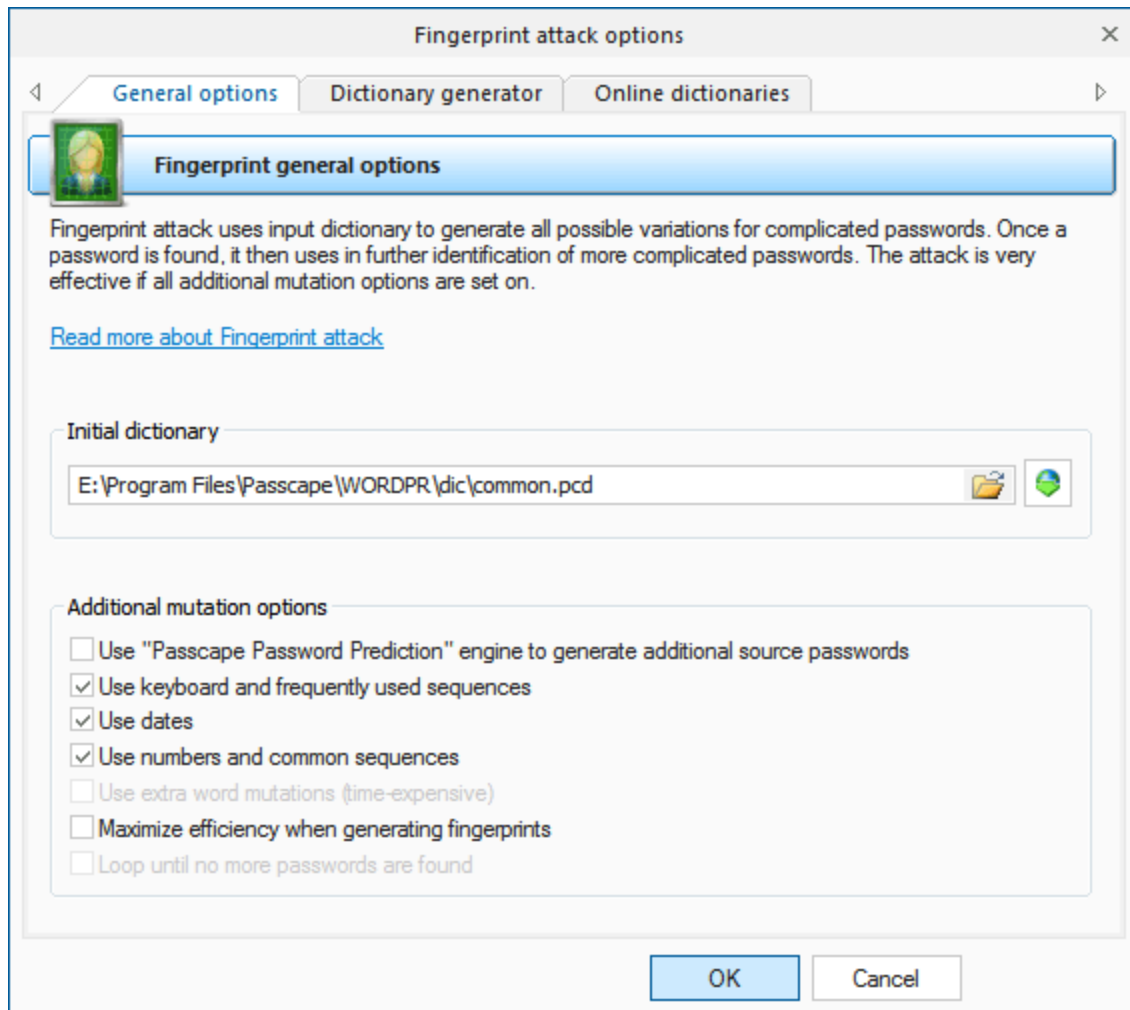 Fingerprint attack options
General options
Dictionary generator
Online dictionaries
Fingerprint general options
Fingerprint attack uses input dictionary to generate all possible variations for complicated passwords. Once a
password is found, it then uses in further identification of more complicated passwords. The attack is very
effective if all additional mutation options are set on.
Read more about Fingerprint attack
Initial dictionary
E:\Program Files\Passcape\WORDPR\dic\common.pcd
Additional mutation options
Use "Passcape Password Prediction" engine to generate additional source passwords
Use keyboard and frequently used sequences
Use dates
Use numbers and common sequences
Use extra word mutations (time-expensive)
Maximize efficiency when generating fingerprints
Loop until no more passwords are found
OK
Cancel